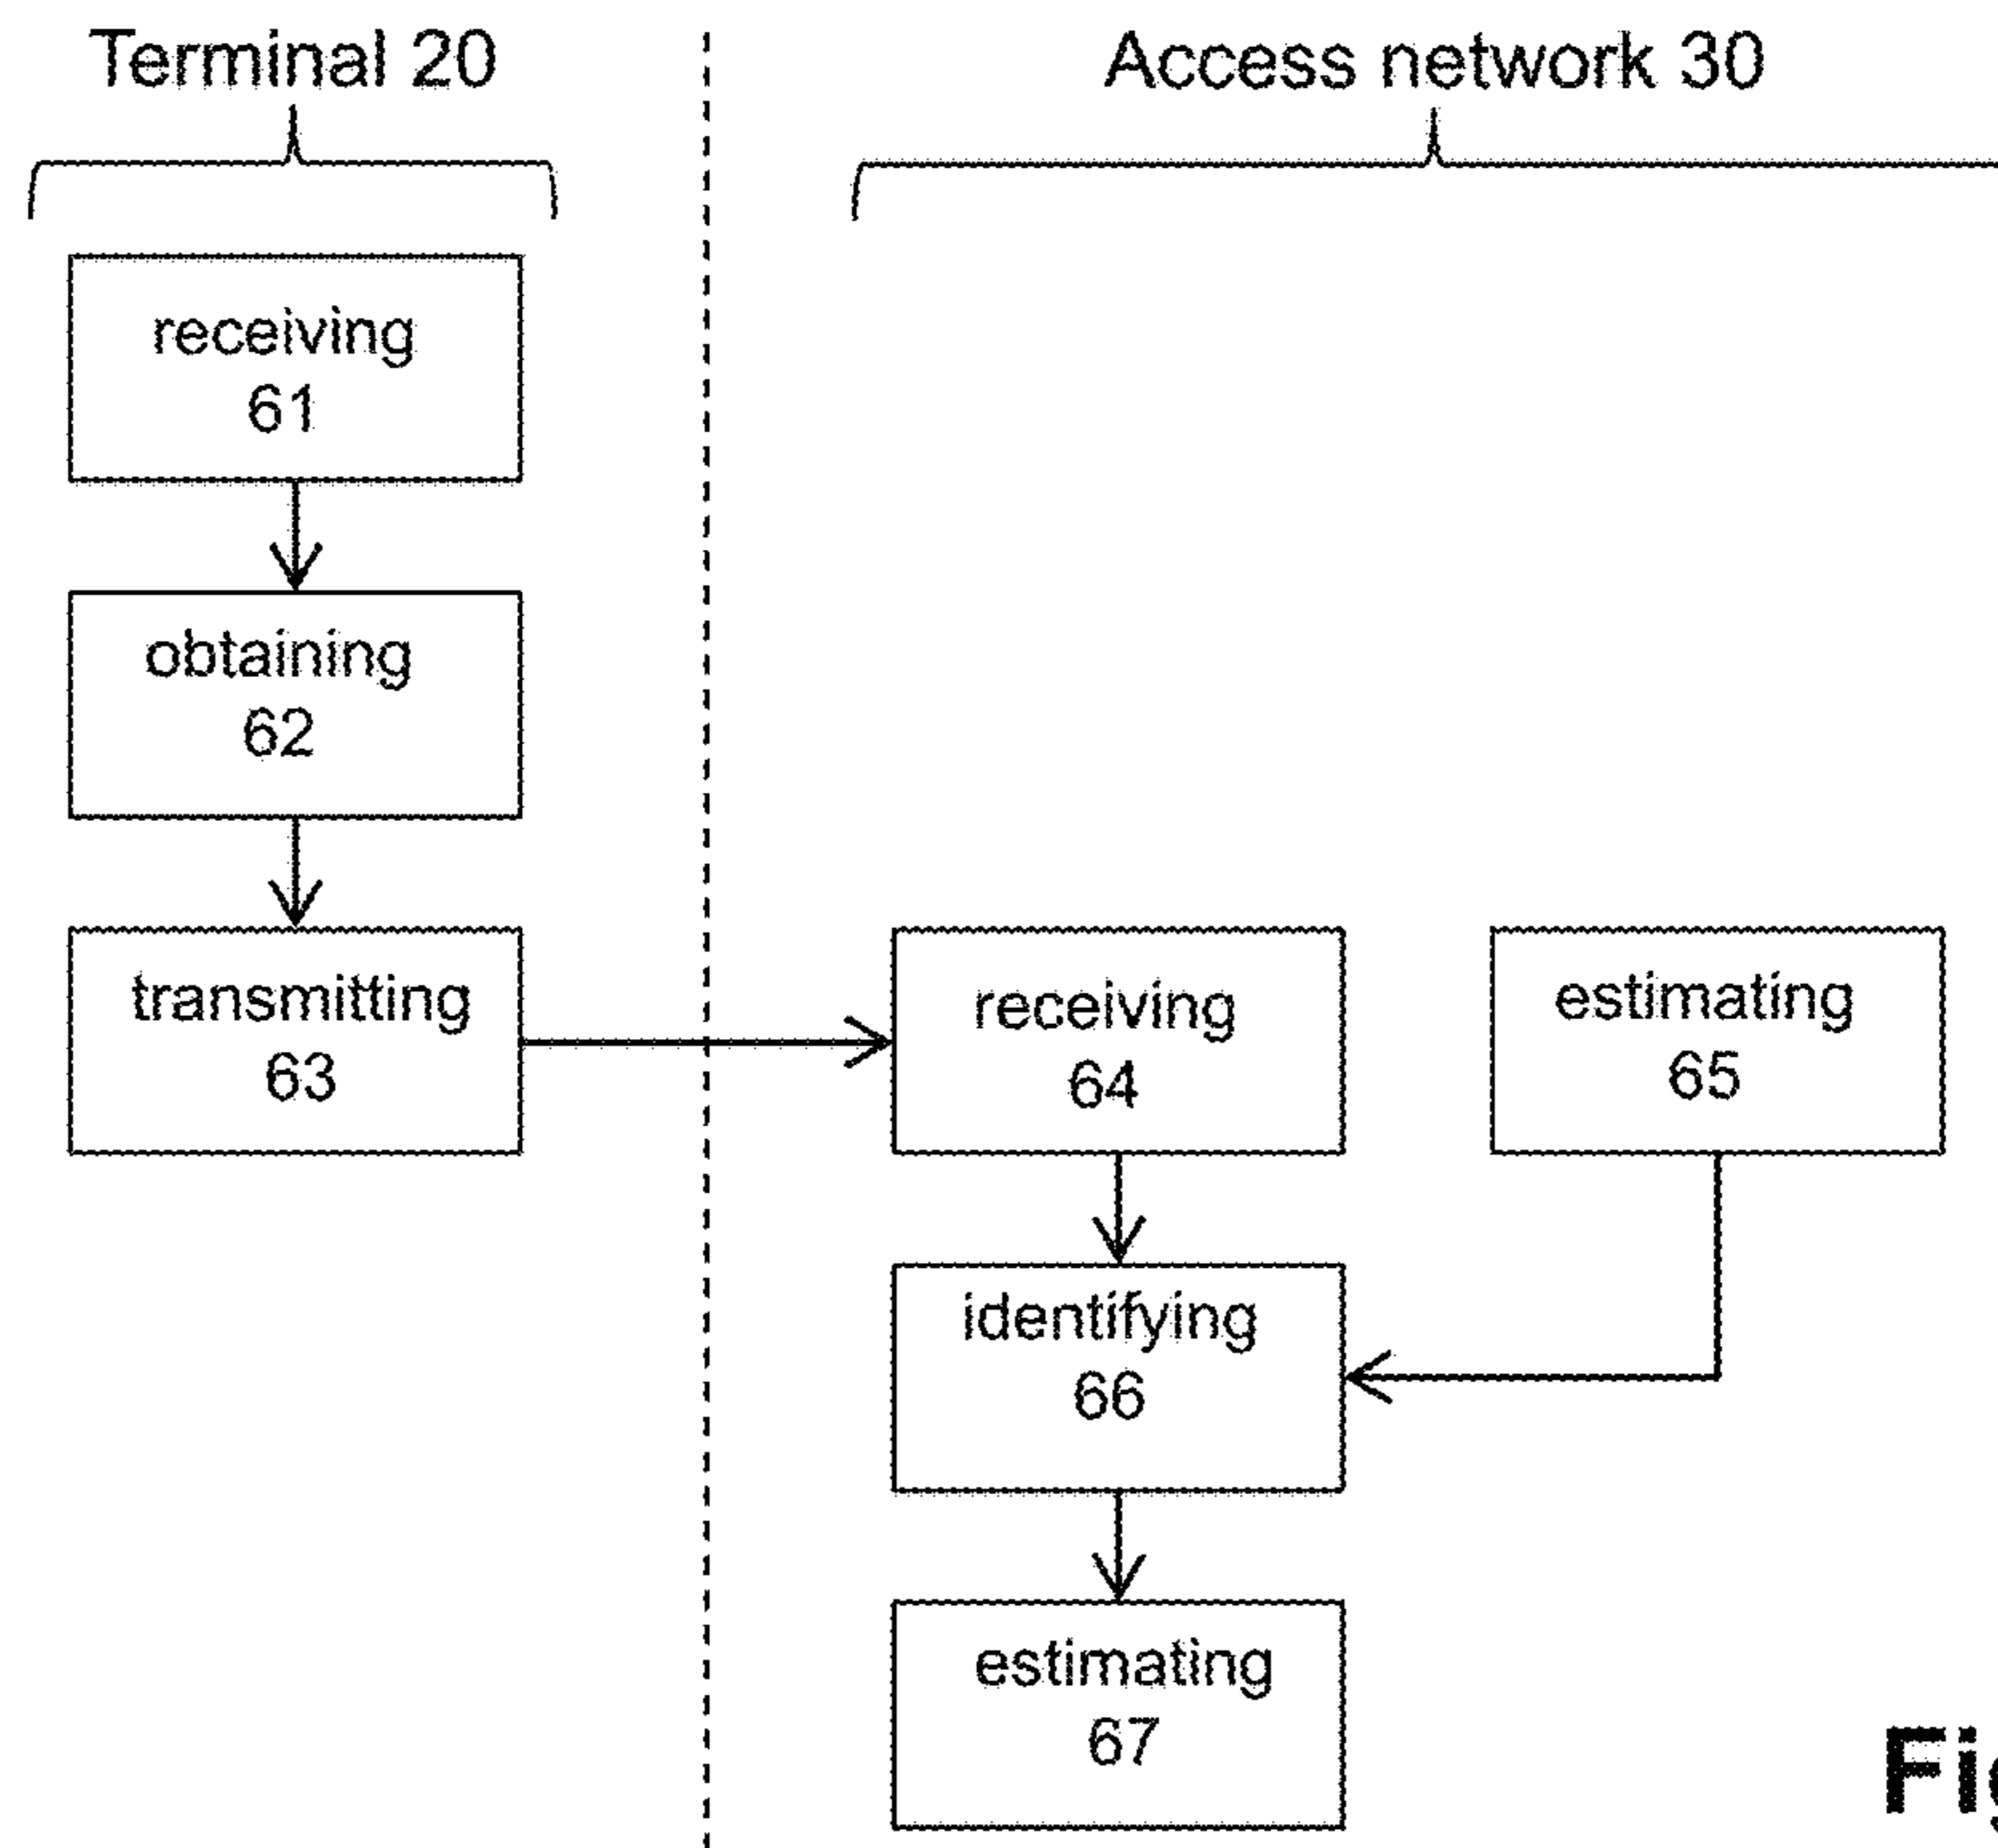 Terminal 20
Access network 30
receiving
61
obtaining
62
transmitting
63
receiving
64
estimating
65
identifying
66
estimating
67